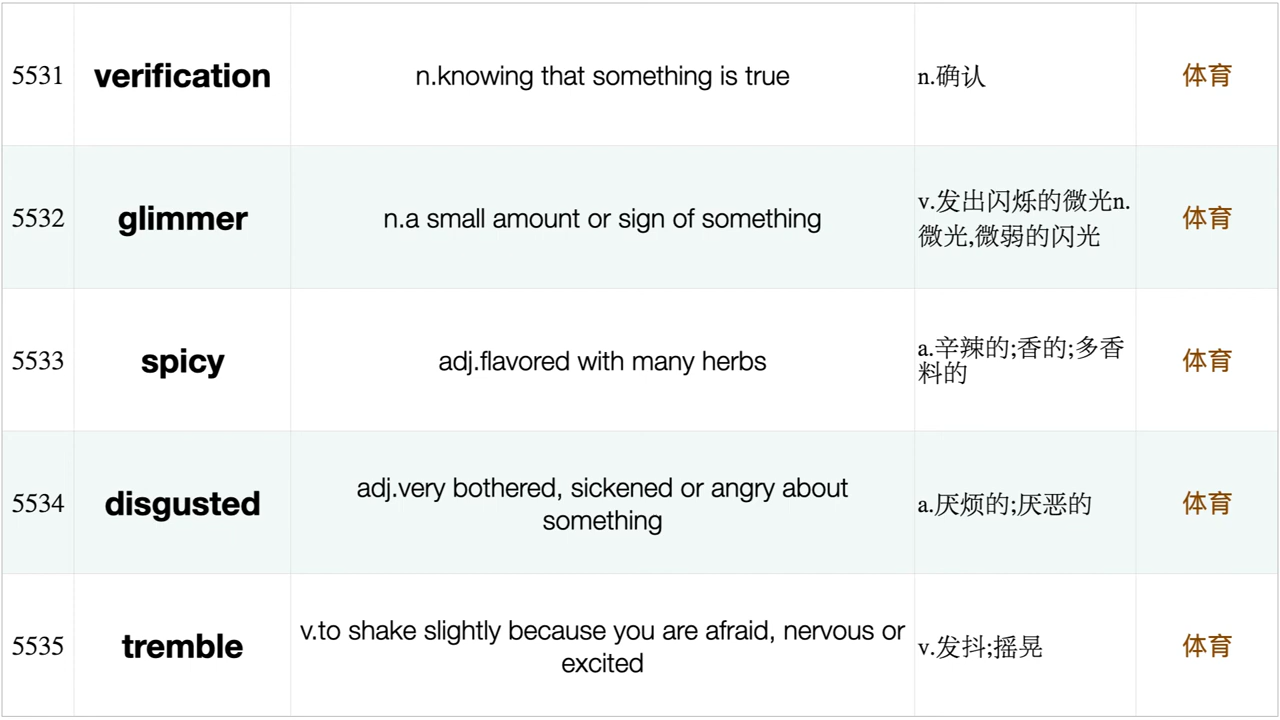 5531 verification n.knowing that something is true n.确认 体育
5532 glimmer n.a small amount or sign of something v.发出闪烁的微光n.
微光,微弱的闪光 体育
5533 spicy adj.flavored with many herbs a.辛辣的;香的;多香
料的 体育
5534 disgusted adj.very bothered, sickened or angry about
something a.厌烦的;厌恶的 体育
5535 tremble v.to shake slightly because you are afraid, nervous or
excited v.发抖;摇晃 体育